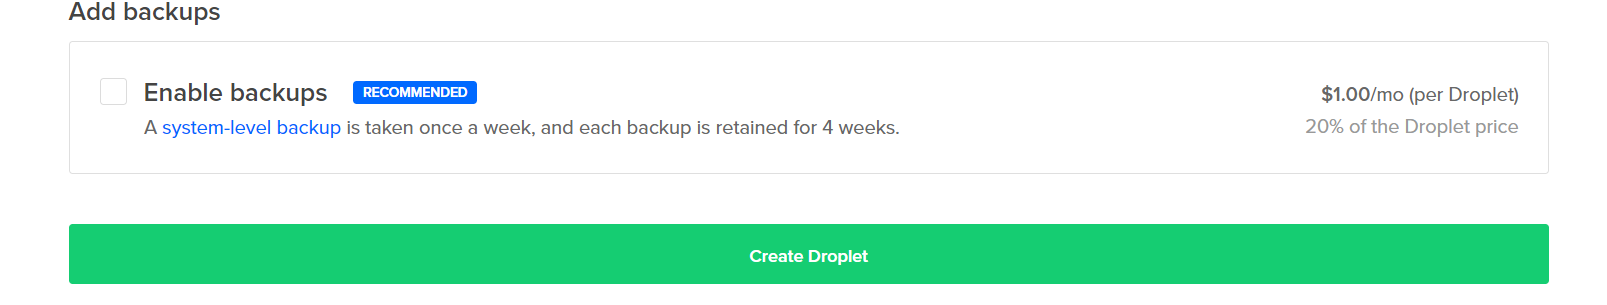 Add backups
Enable backups RECOMMENDED
$1.00/mo (per Droplet)
A system-level backup is taken once a week, and each backup is retained for 4 weeks.
20% of the Droplet price
Create Droplet